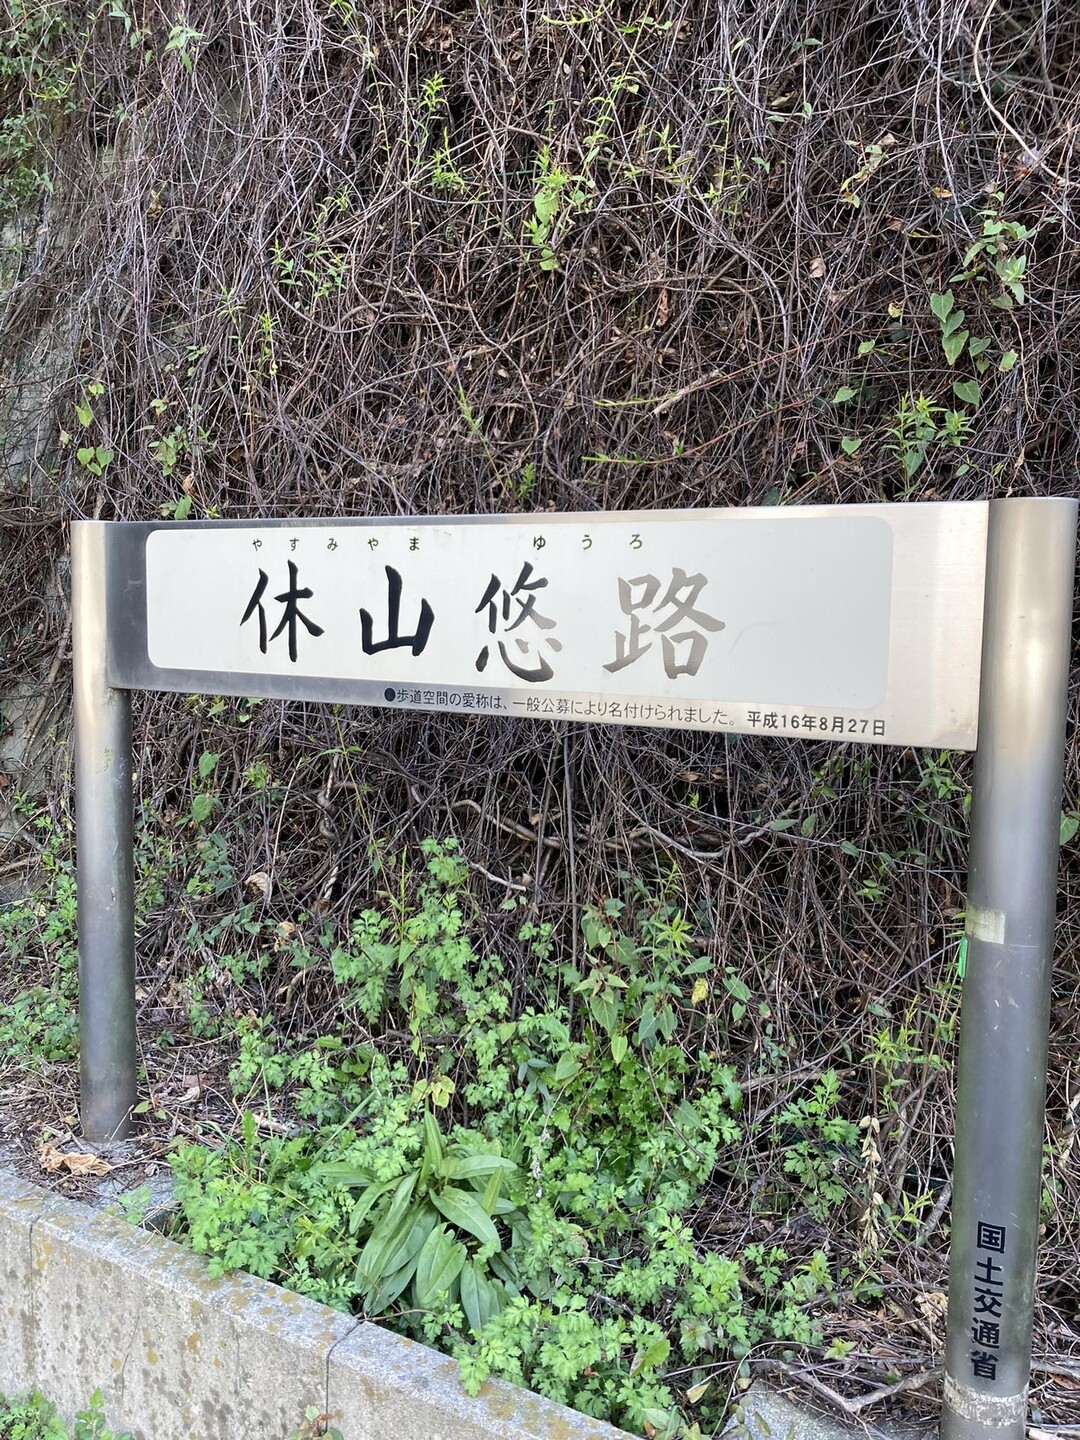 やすみやま ゆうろ
休山悠路
●歩道空間の愛称は、一般公募により名付けられました。 平成16年8月27日
国土交通省